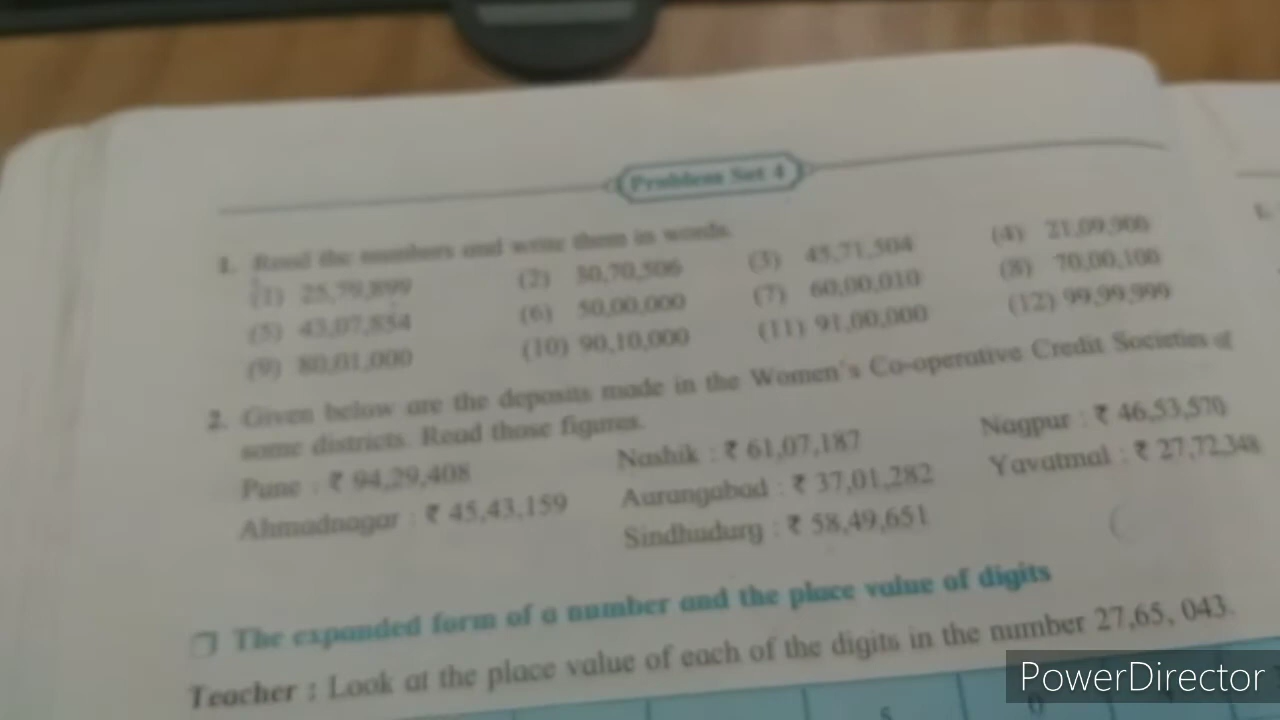 Problem Set 4
1. Read the numbers and write them in words.
(1) 25,79,899 (2) 30,70,506 (3) 45,71,504 (4) 21,09,900
(5) 43,07,854 (6) 50,00,000 (7) 60,00,010 (8) 70,00,100
(9) 80,01,000 (10) 90,10,000 (11) 91,00,000 (12) 99,99,999
2. Given below are the deposits made in the Women's Co-operative Credit Societies of
some districts. Read those figures.
Pune : ₹ 94,29,408 Nashik : ₹ 61,07,187 Nagpur : ₹ 46,53,570
Ahmadnagar : ₹ 45,43,159 Aurangabad : ₹ 37,01,282 Yavatmal : ₹ 27,72,348
Sindhudurg : ₹ 58,49,651
❒ The expanded form of a number and the place value of digits
Teacher : Look at the place value of each of the digits in the number 27,65, 043.
5 0
PowerDirector